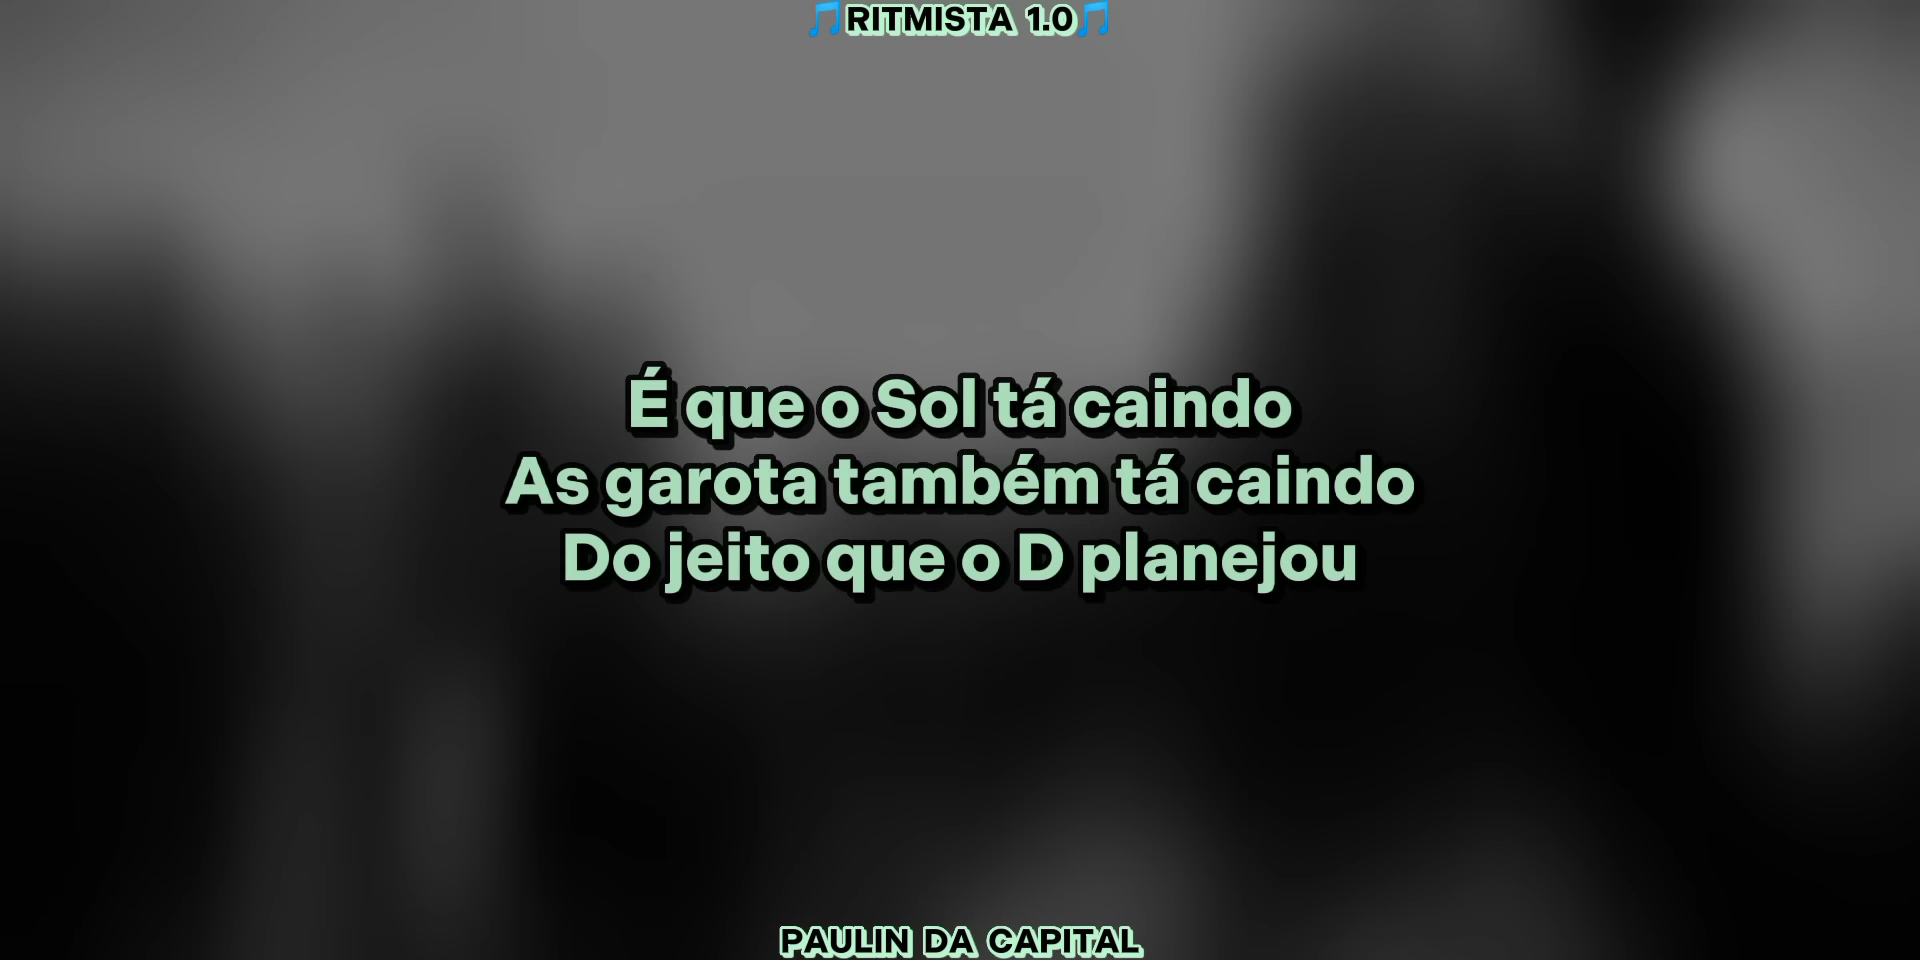 🎵RITMISTA 1.0🎵
É que o Sol tá caindo
As garota também tá caindo
Do jeito que o D planejou
PAULIN DA CAPITAL